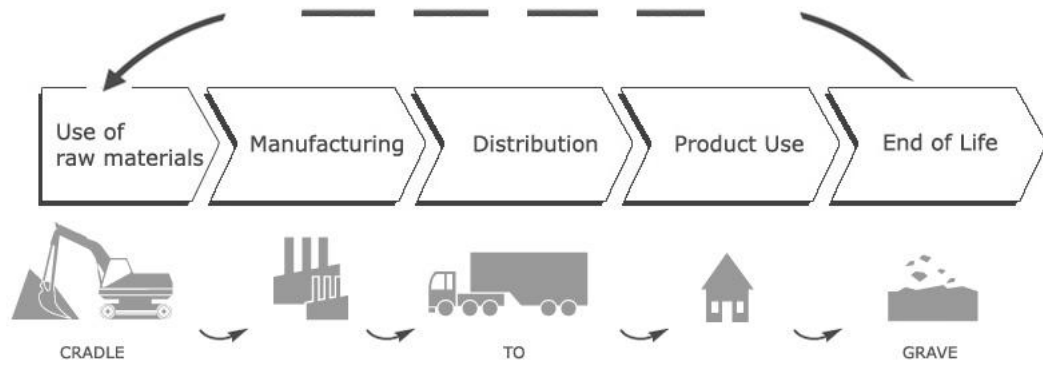 Use of
raw materials
Manufacturing
Distribution
Product Use
End of Life
CRADLE
TO
GRAVE